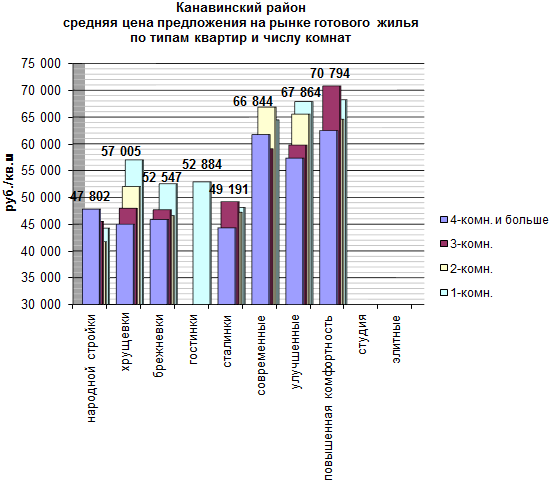 Канавинский район
средняя цена предложения на рынке готового жилья
по типам квартир и числу комнат
руб./кв.м
75 000
70 000
65 000
60 000
55 000
50 000
45 000
40 000
35 000
30 000
47 802
57 005
52 547
52 884
49 191
66 844
67 864
70 794
народной стройки
хрущевки
брежневки
гостинки
сталинки
современные
улучшенные
повышенная комфортность
студия
элитные
4-комн. и больше
3-комн.
2-комн.
1-комн.